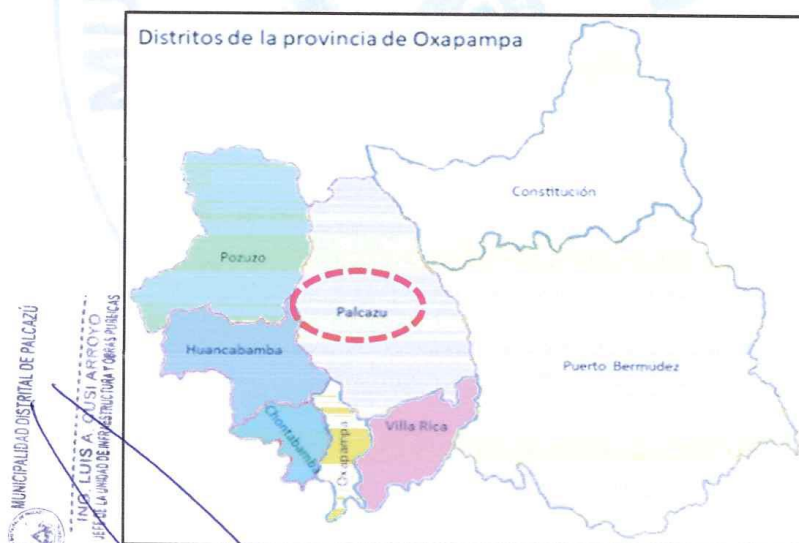 Distritos de la provincia de Oxapampa
Constitución
Pozuzo
Palcazu
Huancabamba
Puerto Bermudez
Chontabamba
Oxapampa
Villa Rica
MUNICIPALIDAD DISTRITAL DE PALCAZÚ
ING. LUIS A. CUSI ARROYO
JEFE DE LA UNIDAD DE INFRAESTRUCTURA Y OBRAS PUBLICAS